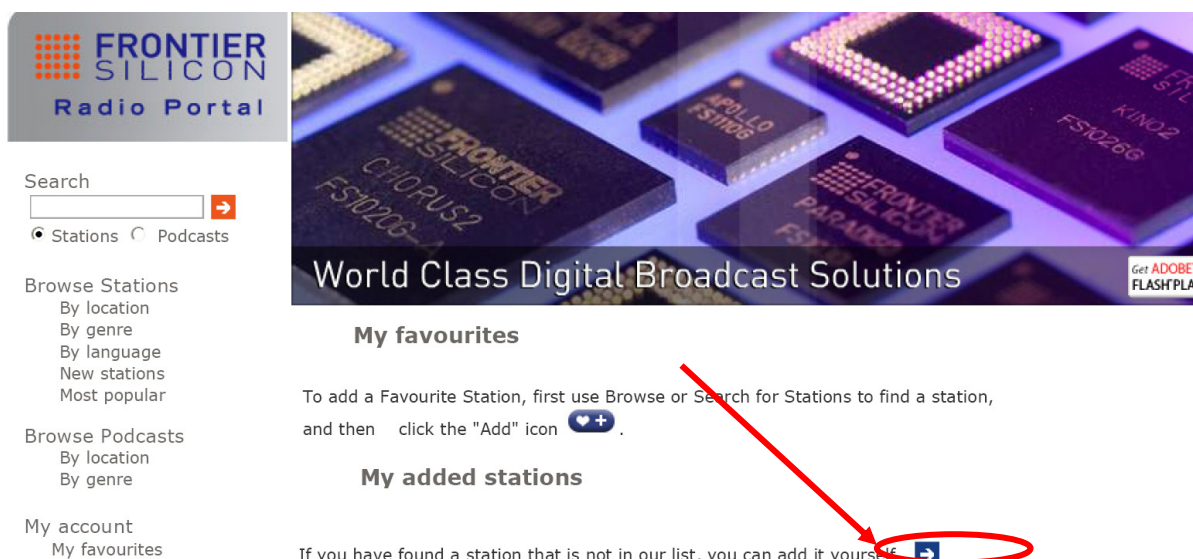 FRONTIER
SILICON
Radio Portal
Search
Stations Podcasts
Browse Stations
By location
By genre
By language
New stations
Most popular
Browse Podcasts
By location
By genre
My account
My favourites
APOLLO
FS1110G
KINO2
FS1026G
FRONTIER
SILICON
CHORUS2
FS1020G-A
FRONTIER
SILICON
PARADISO
World Class Digital Broadcast Solutions
Get ADOBE
FLASH PLA
My favourites
To add a Favourite Station, first use Browse or Search for Stations to find a station,
and then click the "Add" icon .
My added stations
If you have found a station that is not in our list, you can add it yourself